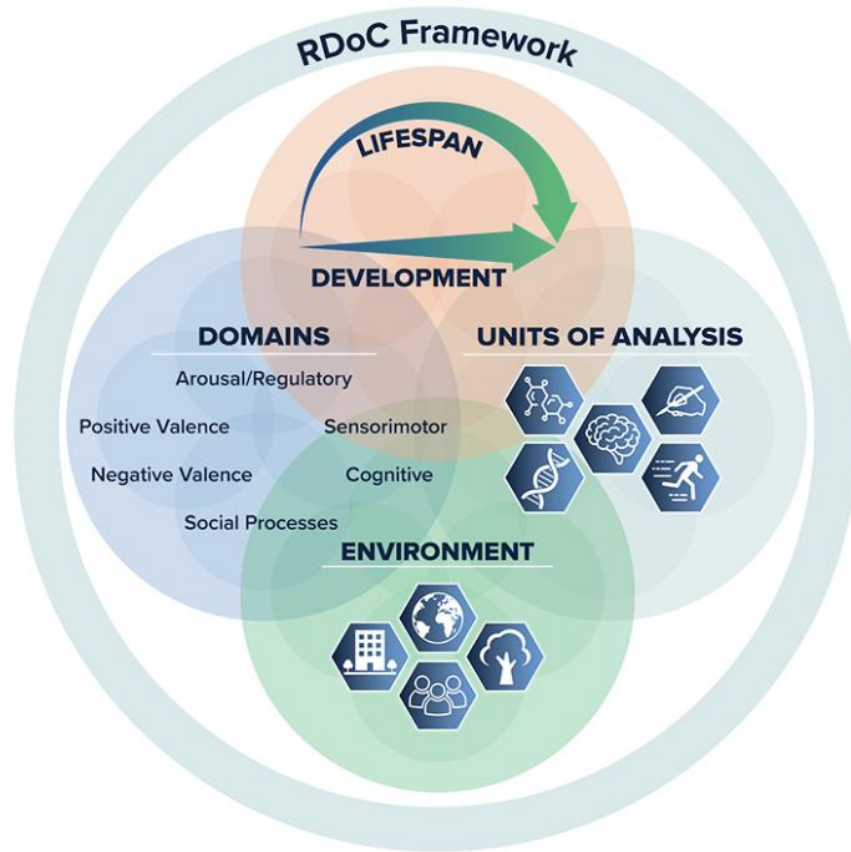 RDoC Framework
LIFESPAN
DEVELOPMENT
DOMAINS
Arousal/Regulatory
Positive Valence
Sensorimotor
Negative Valence
Cognitive
Social Processes
UNITS OF ANALYSIS
ENVIRONMENT